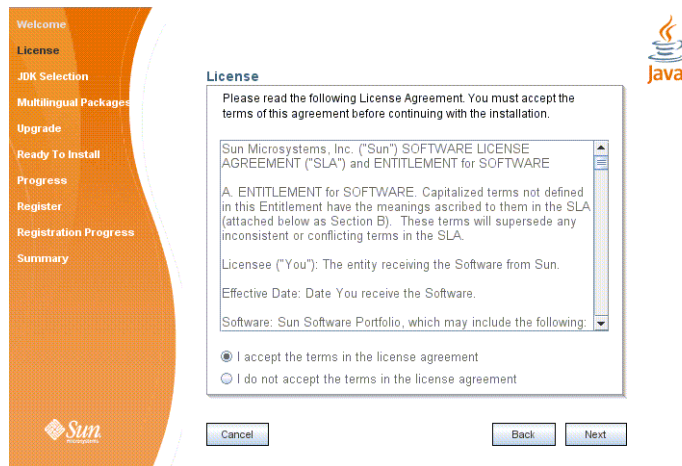 Welcome
License
JDK Selection
Multilingual Packages
Upgrade
Ready To Install
Progress
Register
Registration Progress
Summary
Sun
microsystems
Java
License
Please read the following License Agreement. You must accept the
terms of this agreement before continuing with the installation.
Sun Microsystems, Inc. ("Sun") SOFTWARE LICENSE
AGREEMENT ("SLA") and ENTITLEMENT for SOFTWARE
A. ENTITLEMENT for SOFTWARE. Capitalized terms not defined
in this Entitlement have the meanings ascribed to them in the SLA
(attached below as Section B). These terms will supersede any
inconsistent or conflicting terms in the SLA.
Licensee ("You"): The entity receiving the Software from Sun.
Effective Date: Date You receive the Software.
Software: Sun Software Portfolio, which may include the following:
I accept the terms in the license agreement
I do not accept the terms in the license agreement
Cancel
Back
Next